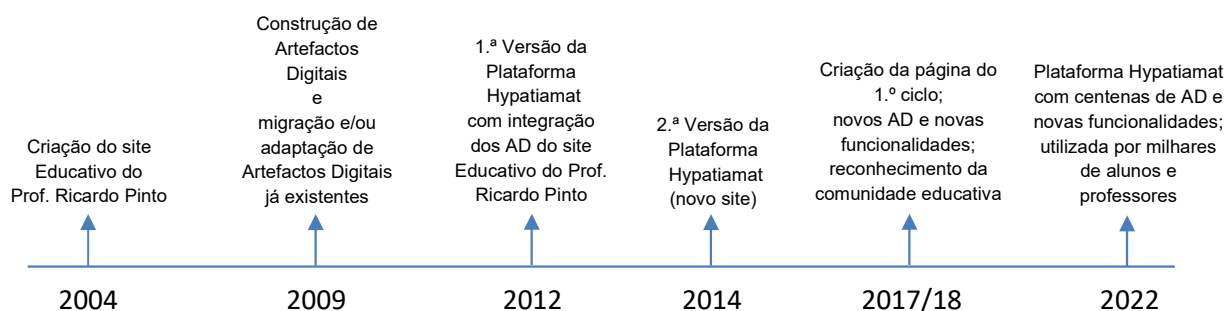 Criação do site
Educativo do
Prof. Ricardo Pinto
Construção de
Artefactos
Digitais
e
migração e/ou
adaptação de
Artefactos Digitais
já existentes
1.ª Versão da
Plataforma
Hypatiamat
com integração
dos AD do site
Educativo do Prof.
Ricardo Pinto
2.ª Versão da
Plataforma
Hypatiamat
(novo site)
Criação da página do
1.º ciclo;
novos AD e novas
funcionalidades;
reconhecimento da
comunidade educativa
Plataforma Hypatiamat
com centenas de AD e
novas funcionalidades;
utilizada por milhares
de alunos e
professores
2004
2009
2012
2014
2017/18
2022